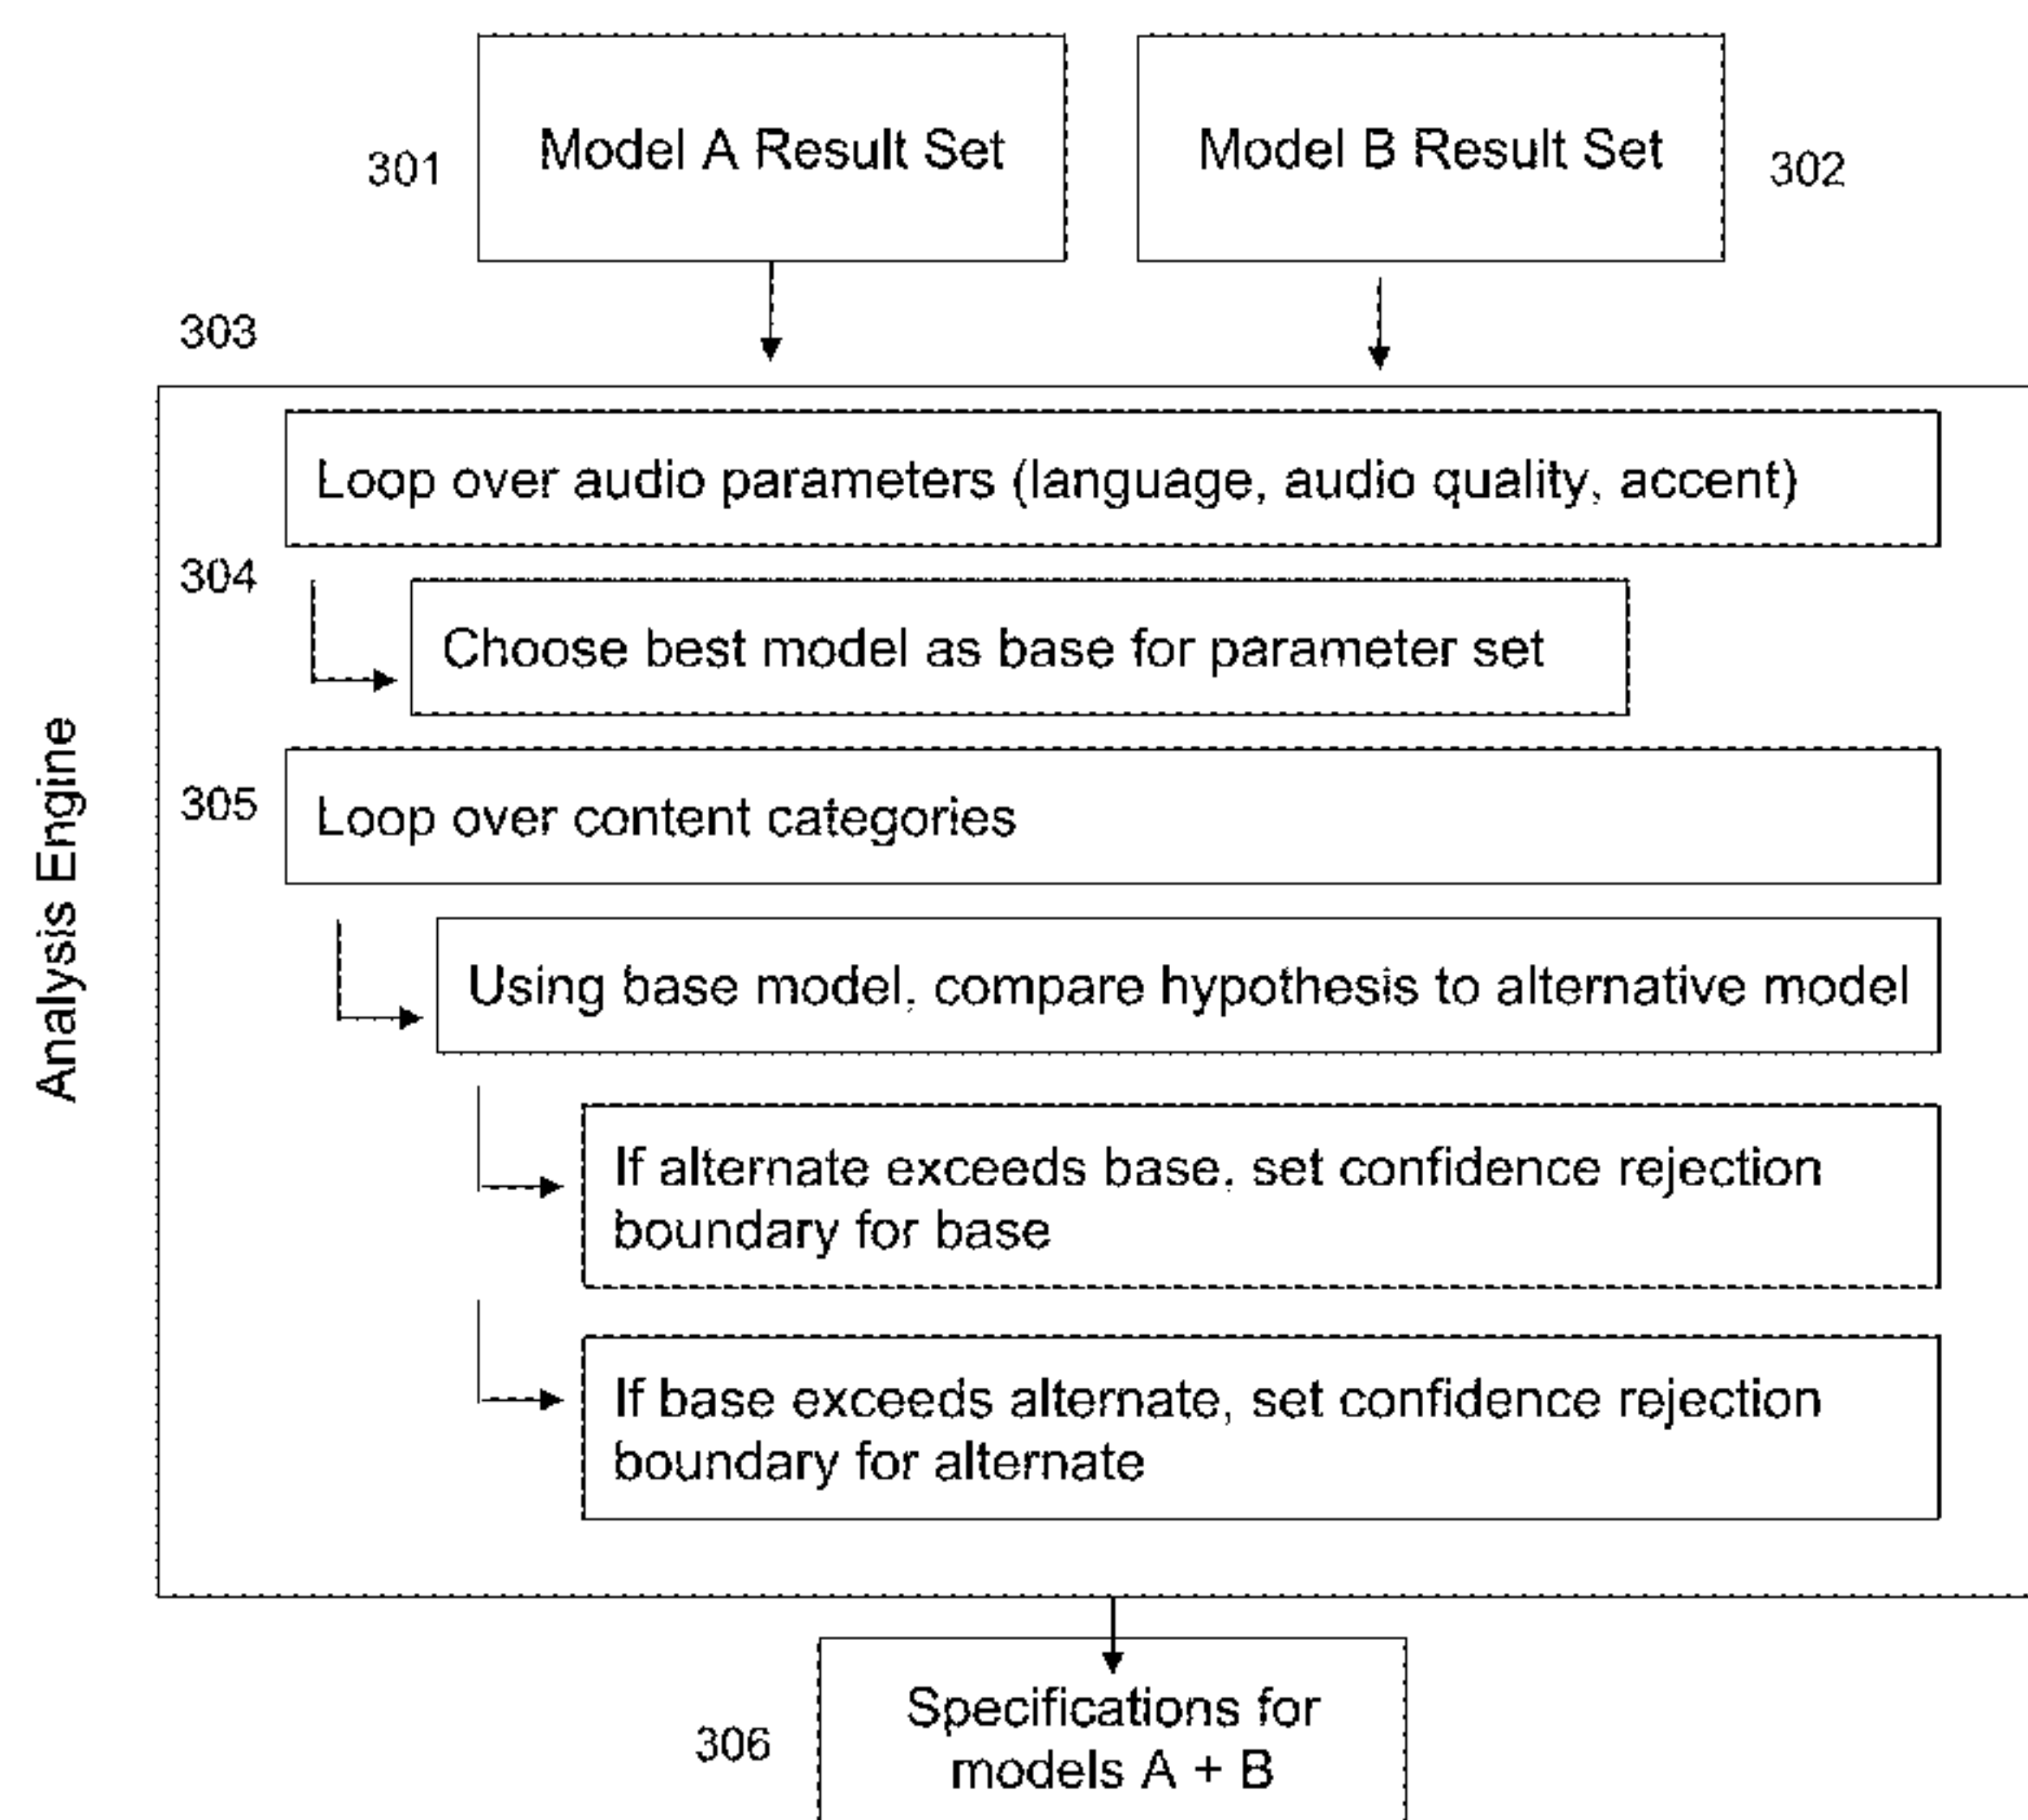 Model A Result Set
Model B Result Set
301
302
303
Loop over audio parameters (language, audio quality, accent)
304
Choose best model as base for parameter set
Analysis Engine
305
Loop over content categories
Using base model, compare hypothesis to alternative model
If alternate exceeds base, set confidence rejection
boundary for base
If base exceeds alternate, set confidence rejection
boundary for alternate
306
Specifications for
models A + B